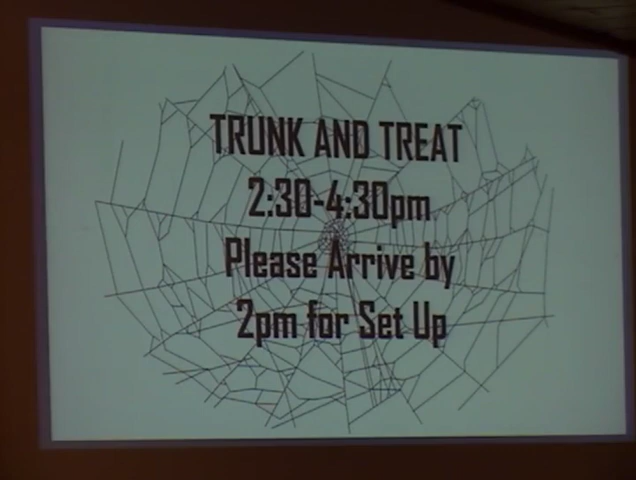 TRUNK AND TREAT
2:30-4:30pm
Please Arrive by
2pm for Set Up